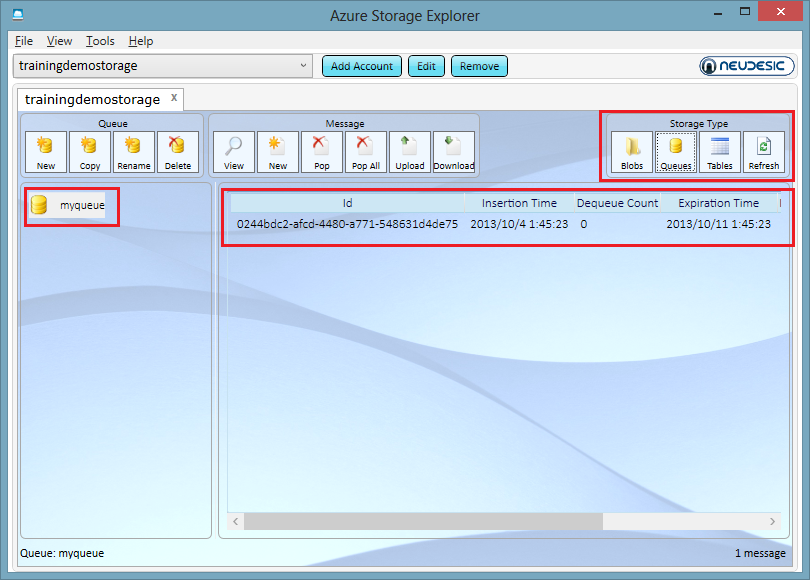 Azure Storage Explorer
File View Tools Help
trainingdemostorage Add Account Edit Remove NEUDESIC
trainingdemostorage X
Queue Message Storage Type
New Copy Rename Delete View New Pop Pop All Upload Download Blobs Queues Tables Refresh
myqueue
Id Insertion Time Dequeue Count Expiration Time
0244bdc2-afcd-4480-a771-548631d4de75 2013/10/4 1:45:23 0 2013/10/11 1:45:23
Queue: myqueue 1 message